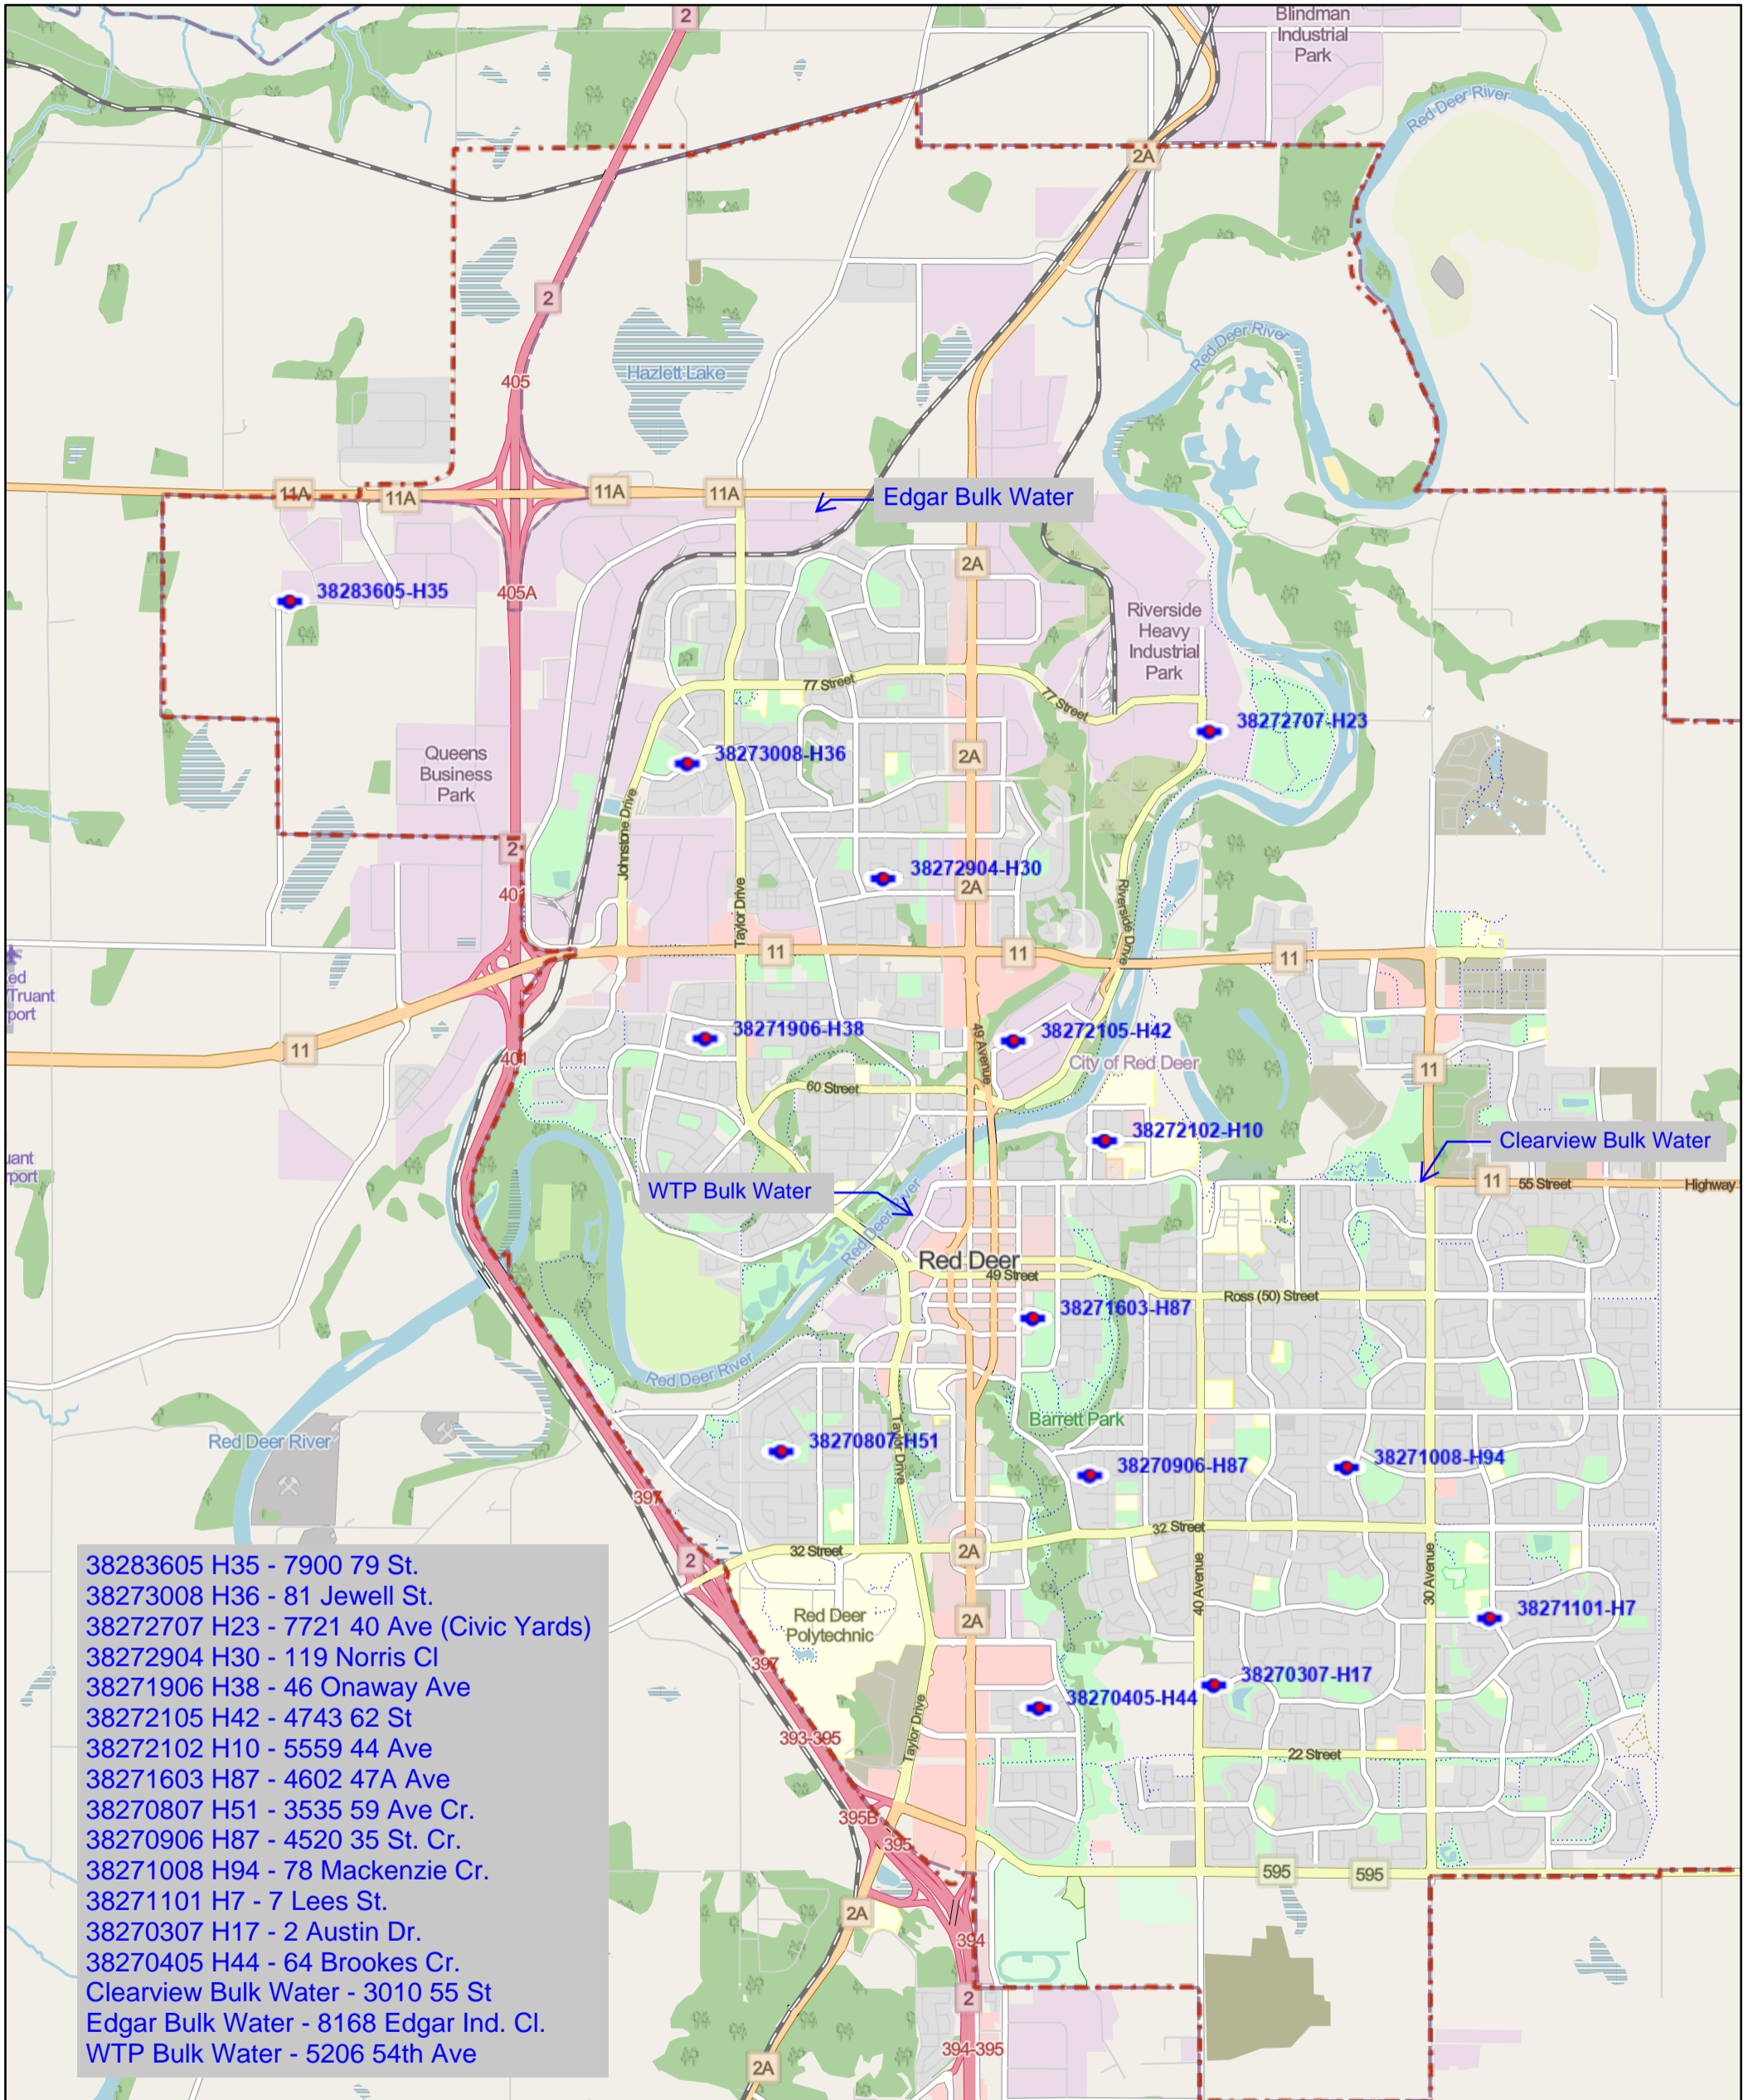 2
Blindman
Industrial
Park
Red Deer River
2A
2
Red Deer River
405
Hazlett Lake
11A
11A
11A
11A
Edgar Bulk Water
2A
38283605-H35
405A
Riverside
Heavy
Industrial
Park
77 Street
77 Street
38272707-H23
Queens
Business
Park
38273008-H36
2A
Johnstone Drive
2
38272904-H30
2A
401
Taylor Drive
Riverside Drive
11
11
11
ed
Truant
port
11
38271906-H38
49 Avenue
38272105-H42
City of Red Deer
401
11
60 Street
38272102-H10
Clearview Bulk Water
uant
rport
WTP Bulk Water
11
55 Street
Highway
Red Deer River
Red Deer
49 Street
Ross (50) Street
38271603-H87
Red Deer River
Barrett Park
Red Deer River
38270807-H51
Taylor Drive
38270906-H87
38271008-H94
397
32 Street
32 Street
2A
2
40 Avenue
30 Avenue
Red Deer
Polytechnic
2A
38271101-H7
397
38270307-H17
38270405-H44
393-395
Taylor Drive
22 Street
395B
395
595
595
2A
394
2
394-395
2A
38283605 H35 - 7900 79 St.
38273008 H36 - 81 Jewell St.
38272707 H23 - 7721 40 Ave (Civic Yards)
38272904 H30 - 119 Norris Cl
38271906 H38 - 46 Onaway Ave
38272105 H42 - 4743 62 St
38272102 H10 - 5559 44 Ave
38271603 H87 - 4602 47A Ave
38270807 H51 - 3535 59 Ave Cr.
38270906 H87 - 4520 35 St. Cr.
38271008 H94 - 78 Mackenzie Cr.
38271101 H7 - 7 Lees St.
38270307 H17 - 2 Austin Dr.
38270405 H44 - 64 Brookes Cr.
Clearview Bulk Water - 3010 55 St
Edgar Bulk Water - 8168 Edgar Ind. Cl.
WTP Bulk Water - 5206 54th Ave